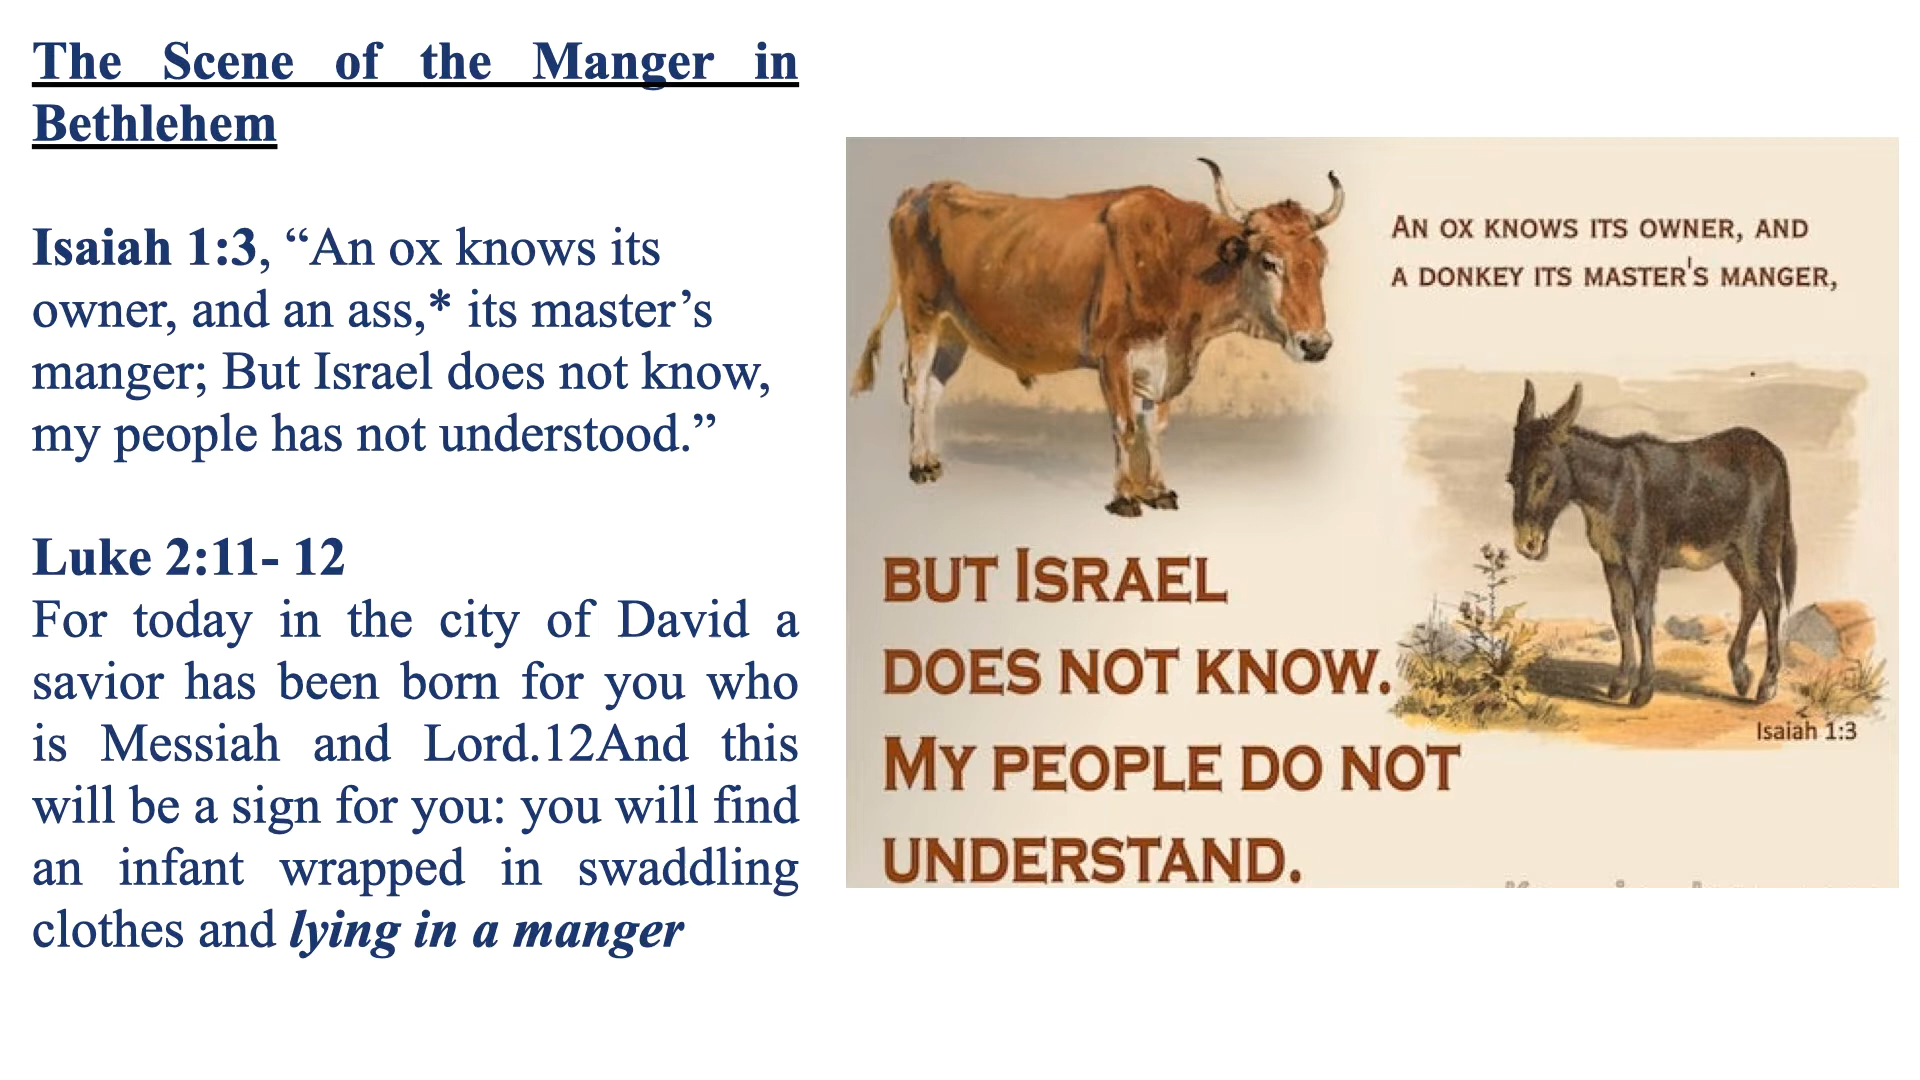 The Scene of the Manger in
Bethlehem
Isaiah 1:3, “An ox knows its
owner, and an ass,* its master’s
manger; But Israel does not know,
my people has not understood.”
Luke 2:11- 12
For today in the city of David a
savior has been born for you who
is Messiah and Lord.12And this
will be a sign for you: you will find
an infant wrapped in swaddling
clothes and lying in a manger
An ox knows its owner, and
a donkey its master's manger,
but Israel
does not know.
My people do not
understand.
Isaiah 1:3